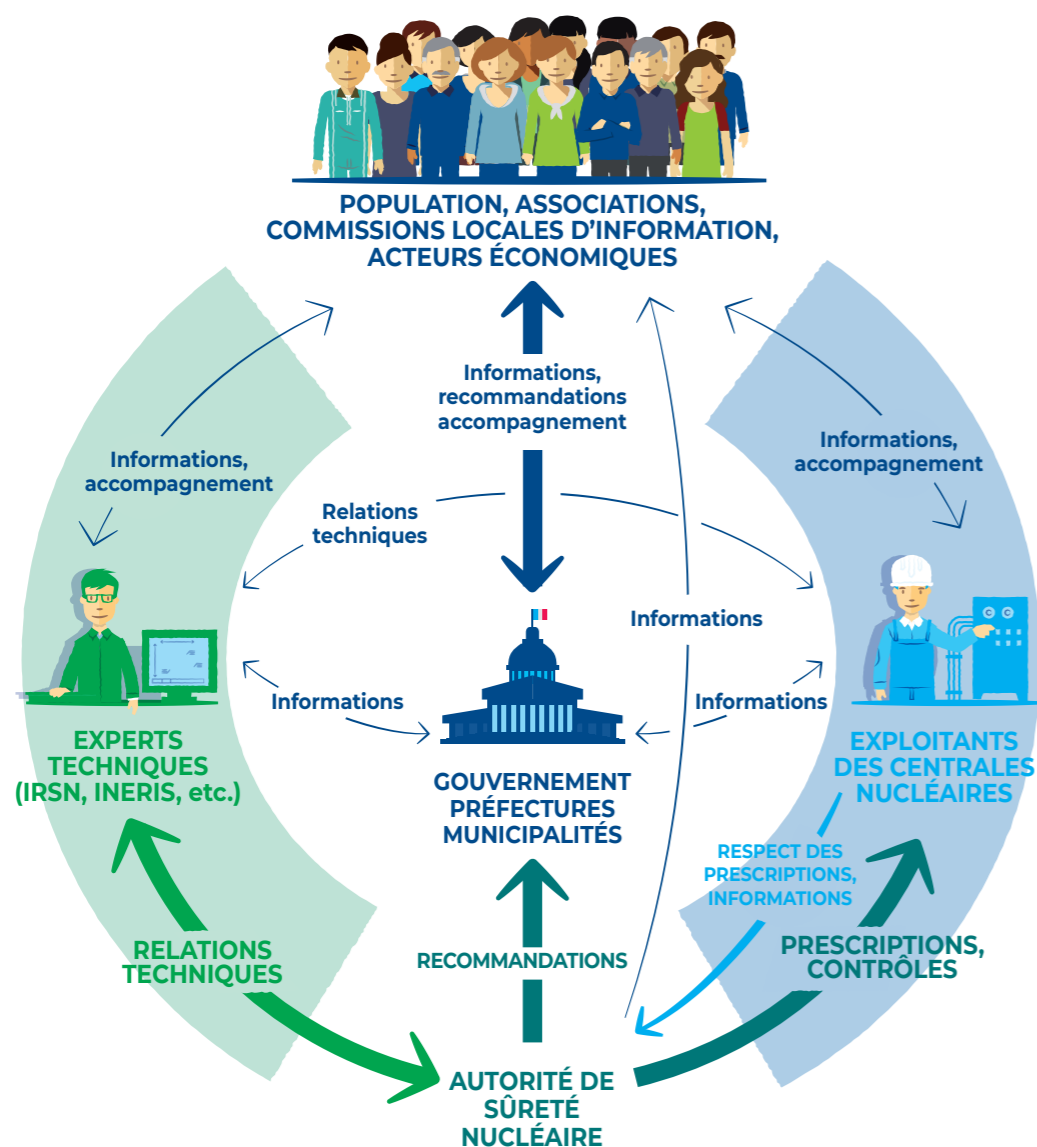 POPULATION, ASSOCIATIONS,
COMMISSIONS LOCALES D’INFORMATION,
ACTEURS ÉCONOMIQUES
Informations,
recommandations
accompagnement
Informations,
accompagnement
Informations,
accompagnement
Relations
techniques
Informations
Informations
Informations
EXPERTS
TECHNIQUES
(IRSN, INERIS, etc.)
GOUVERNEMENT
PRÉFECTURES
MUNICIPALITÉS
EXPLOITANTS
DES CENTRALES
NUCLÉAIRES
RESPECT DES
PRESCRIPTIONS,
INFORMATIONS
RELATIONS
TECHNIQUES
RECOMMANDATIONS
PRESCRIPTIONS,
CONTRÔLES
AUTORITÉ DE
SÛRETÉ
NUCLÉAIRE